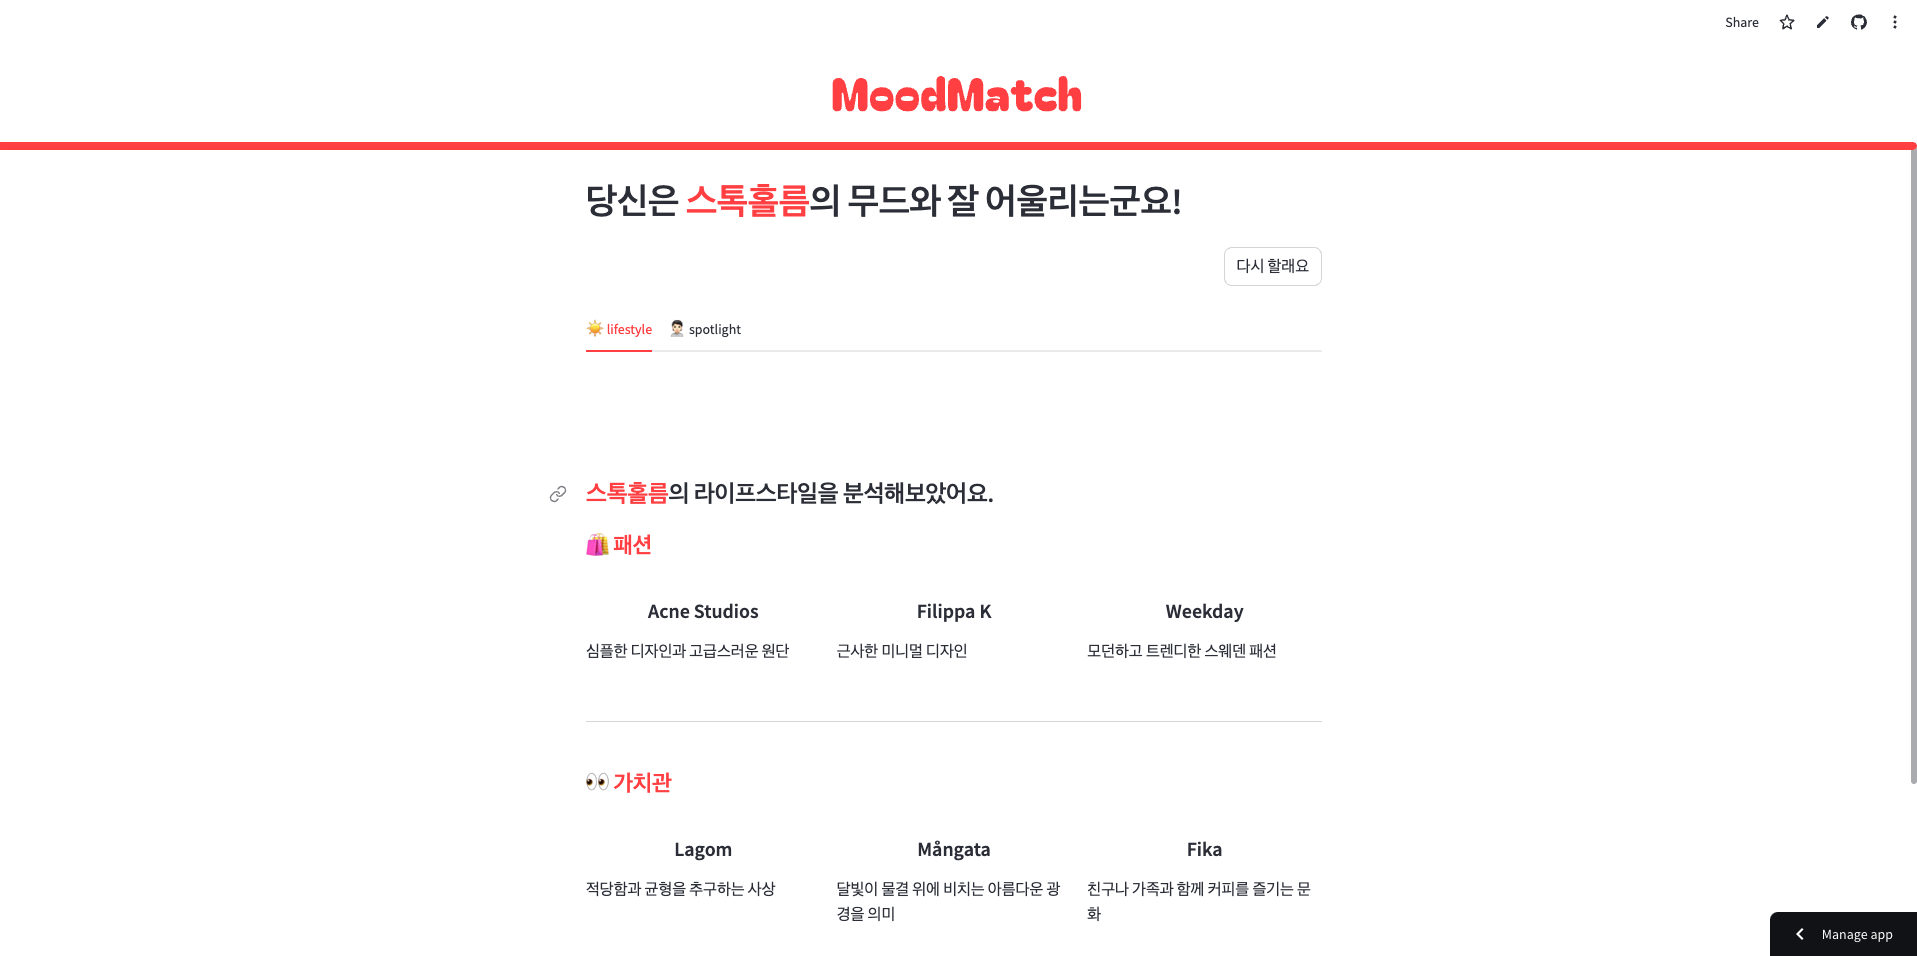 Share
MoodMatch
당신은 스톡홀름의 무드와 잘 어울리는군요!
다시 할래요
lifestyle
spotlight
스톡홀름의 라이프스타일을 분석해보았어요.
패션
Acne Studios
심플한 디자인과 고급스러운 원단
Filippa K
근사한 미니멀 디자인
Weekday
모던하고 트렌디한 스웨덴 패션
가치관
Lagom
적당함과 균형을 추구하는 사상
Mångata
달빛이 물결 위에 비치는 아름다운 광
경을 의미
Fika
친구나 가족과 함께 커피를 즐기는 문
화
Manage app